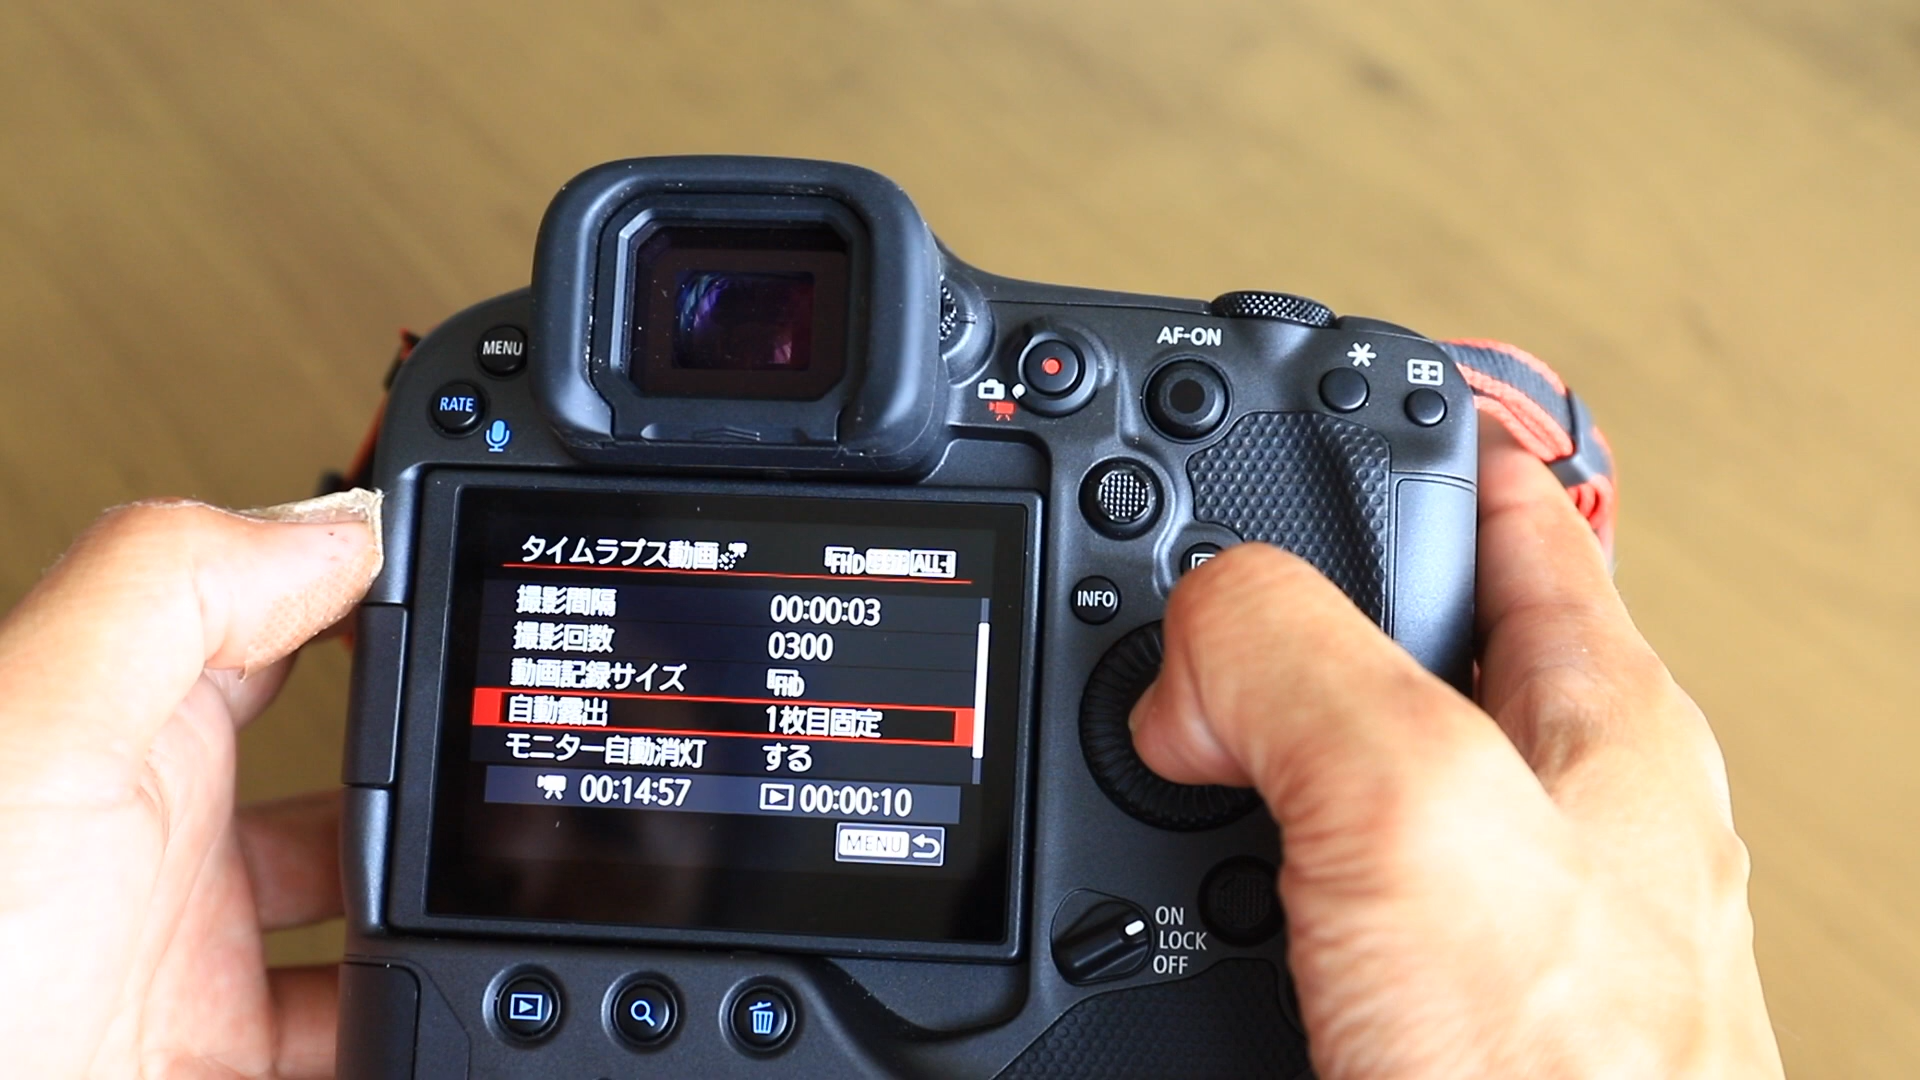 AF-ON
MENU
RATE
タイムラプス動画 FHD ALL-I
撮影間隔 00:00:03
撮影回数 0300
動画記録サイズ FHD
自動露出 1枚目固定
モニター自動消灯 する
00:14:57 00:00:10
MENU
INFO
ON
LOCK
OFF